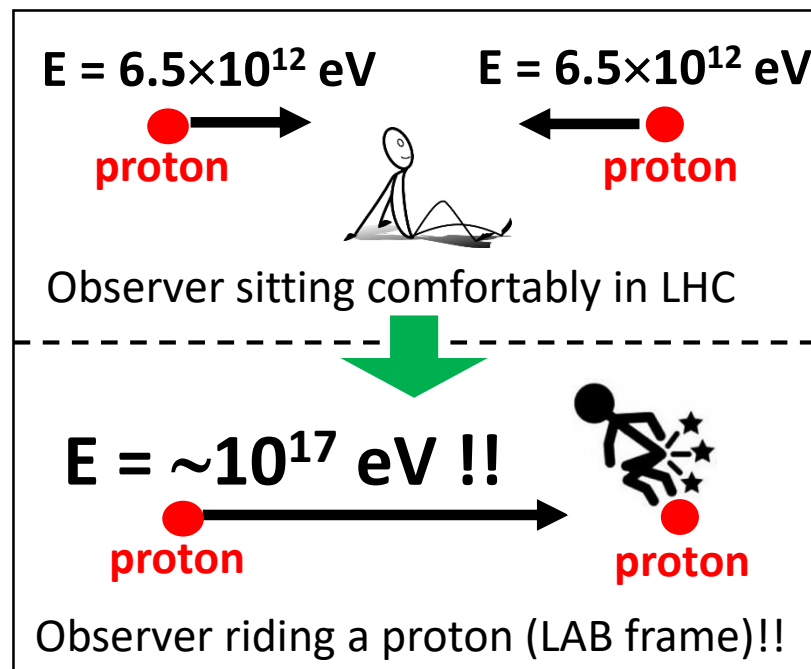 E = 6.5×10¹² eV E = 6.5×10¹² eV
proton proton
Observer sitting comfortably in LHC
E = ~10¹⁷ eV !!
proton proton
Observer riding a proton (LAB frame)!!